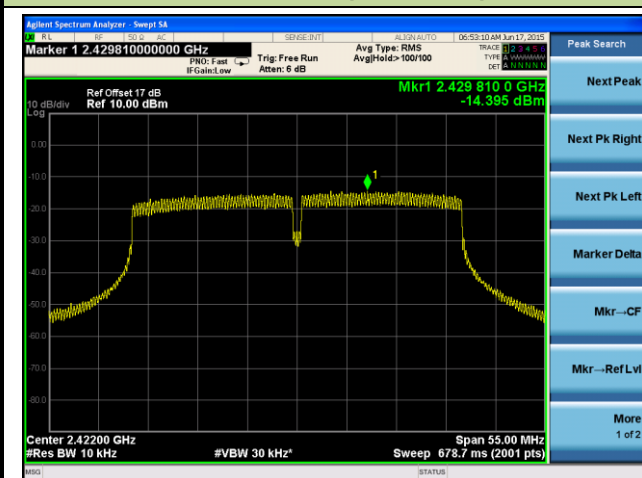 Agilent Spectrum Analyzer - Swept SA
RL RF 50 Ω AC SENSE:INT ALIGN AUTO 06:53:10 AM Jun 17, 2015
Marker 1 2.429810000000 GHz
PNO: Fast
IFGain:Low
Trig: Free Run
Atten: 6 dB
Avg Type: RMS
Avg|Hold>100/100
TRACE 1 2 3 4 5 6
TYPE A WWWWW
DET A NNNNN
Peak Search
Next Peak
Next Pk Right
Next Pk Left
Marker Delta
Mkr→CF
Mkr→RefLvl
More
1 of 2
Mkr1 2.429 810 0 GHz
-14.395 dBm
Ref Offset 17 dB
10 dB/div Ref 10.00 dBm
Log
0.00
-10.0
-20.0
-30.0
-40.0
-50.0
-60.0
-70.0
-80.0
1
Center 2.42200 GHz Span 55.00 MHz
#Res BW 10 kHz #VBW 30 kHz* Sweep 678.7 ms (2001 pts)
MSG STATUS